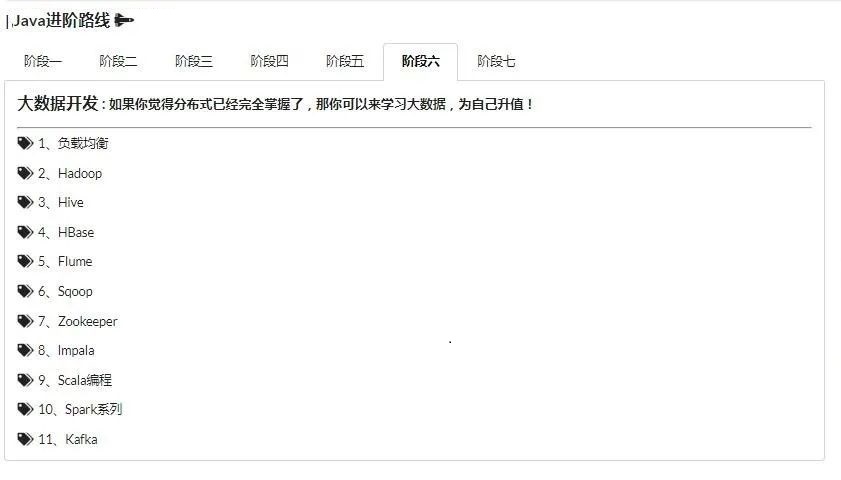 Java进阶路线
阶段一 阶段二 阶段三 阶段四 阶段五 阶段六 阶段七
大数据开发 : 如果你觉得分布式已经完全掌握了，那你可以来学习大数据，为自己升值！
1、负载均衡
2、Hadoop
3、Hive
4、HBase
5、Flume
6、Sqoop
7、Zookeeper
8、Impala
9、Scala编程
10、Spark系列
11、Kafka